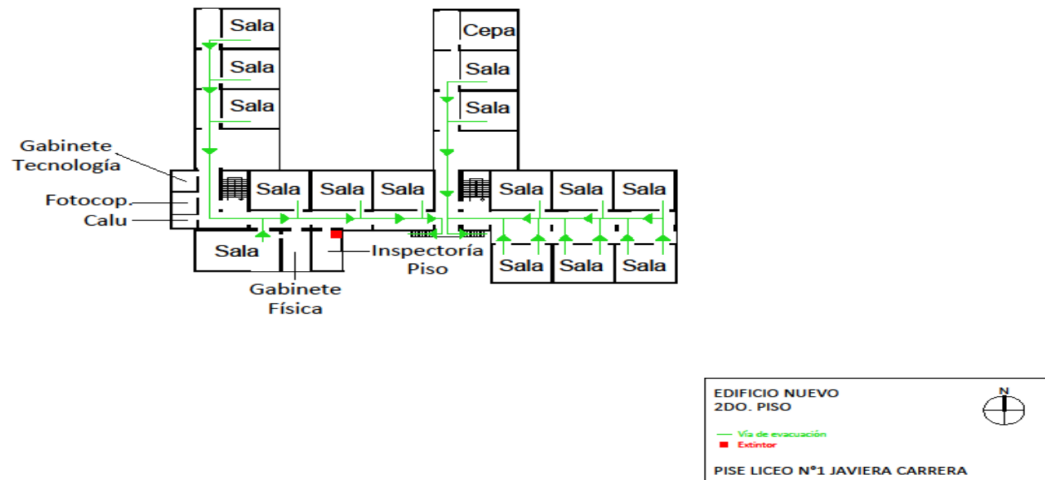 Sala
Cepa
Sala
Sala
Sala
Sala
Gabinete
Tecnología
Fotocop.
Calu
Sala
Sala
Sala
Sala
Sala
Sala
Sala
Inspectoría
Piso
Sala
Sala
Sala
Gabinete
Física
EDIFICIO NUEVO
2DO. PISO
N
Vía de evacuación
Extintor
PISE LICEO N°1 JAVIERA CARRERA